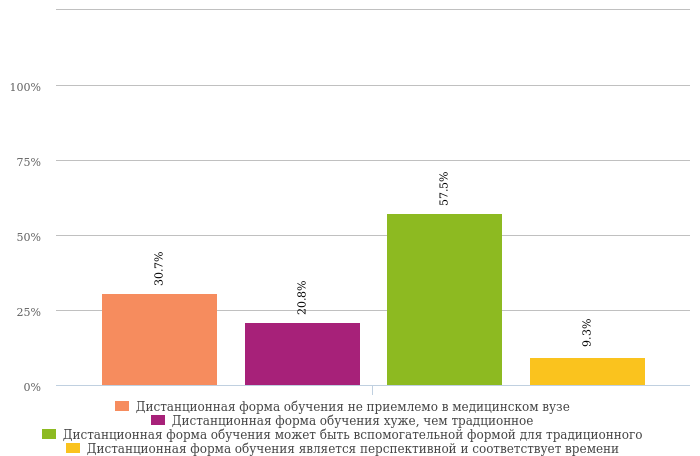 100%
75%
50%
25%
0%
30.7%
20.8%
57.5%
9.3%
Дистанционная форма обучения не приемлемо в медицинском вузе
Дистанционная форма обучения хуже, чем традционное
Дистанционная форма обучения может быть вспомогательной формой для традиционного
Дистанционная форма обучения является перспективной и соответствует времени